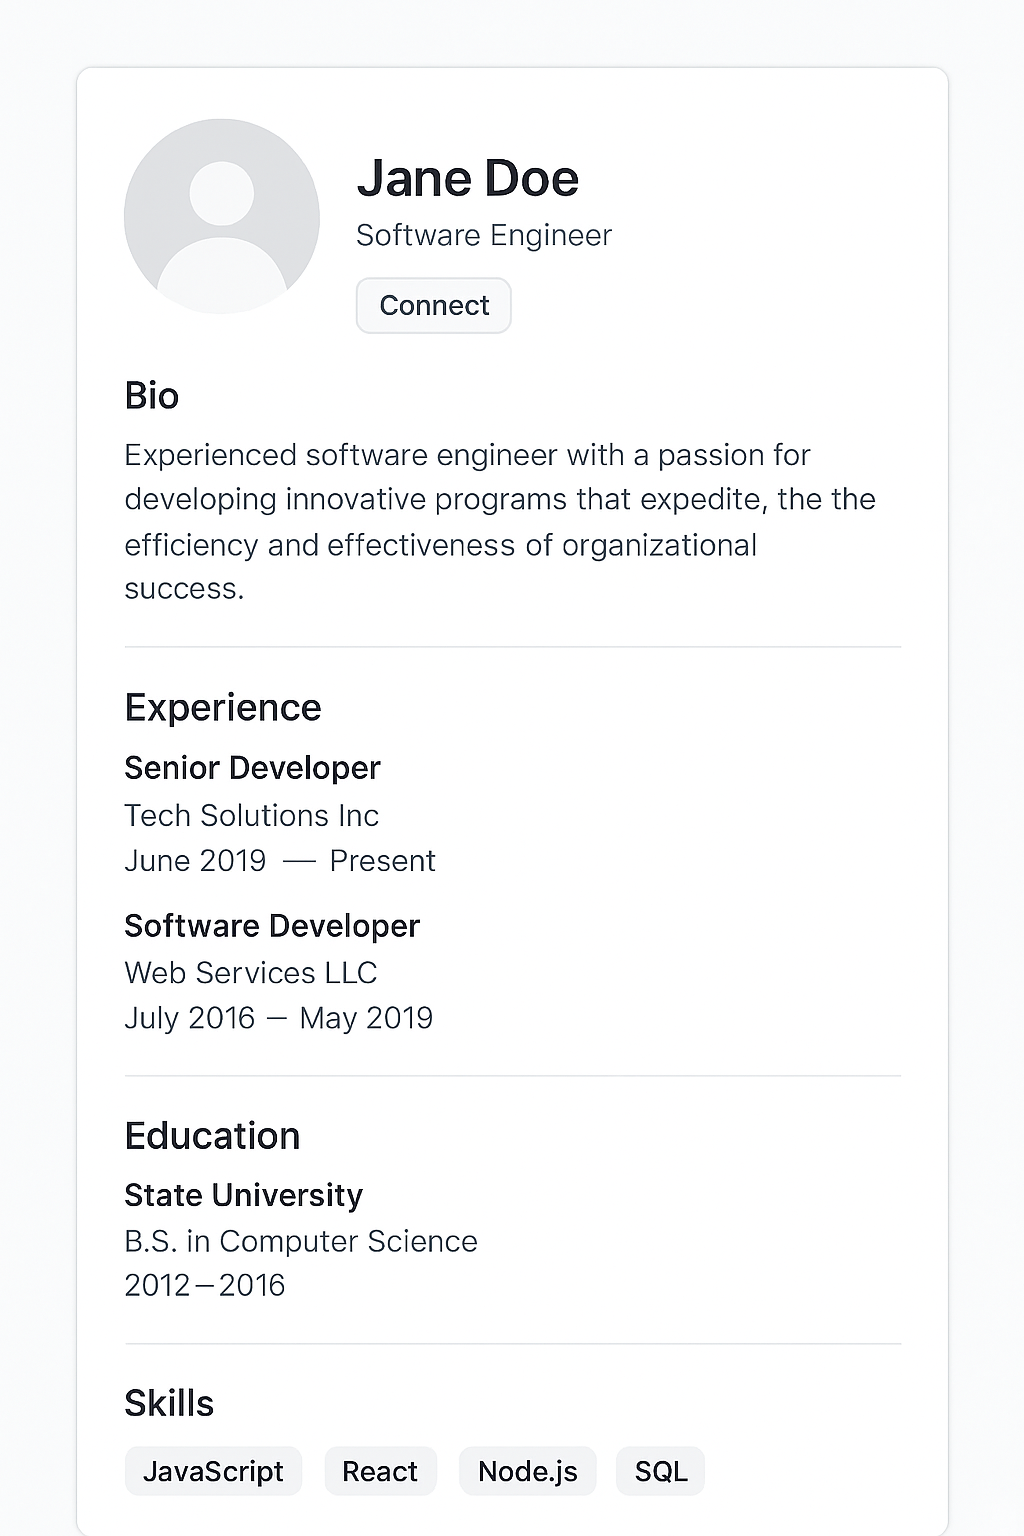 Jane Doe
Software Engineer
Connect
Bio
Experienced software engineer with a passion for
developing innovative programs that expedite, the the
efficiency and effectiveness of organizational
success.
Experience
Senior Developer
Tech Solutions Inc
June 2019 — Present
Software Developer
Web Services LLC
July 2016 – May 2019
Education
State University
B.S. in Computer Science
2012–2016
Skills
JavaScript React Node.js SQL